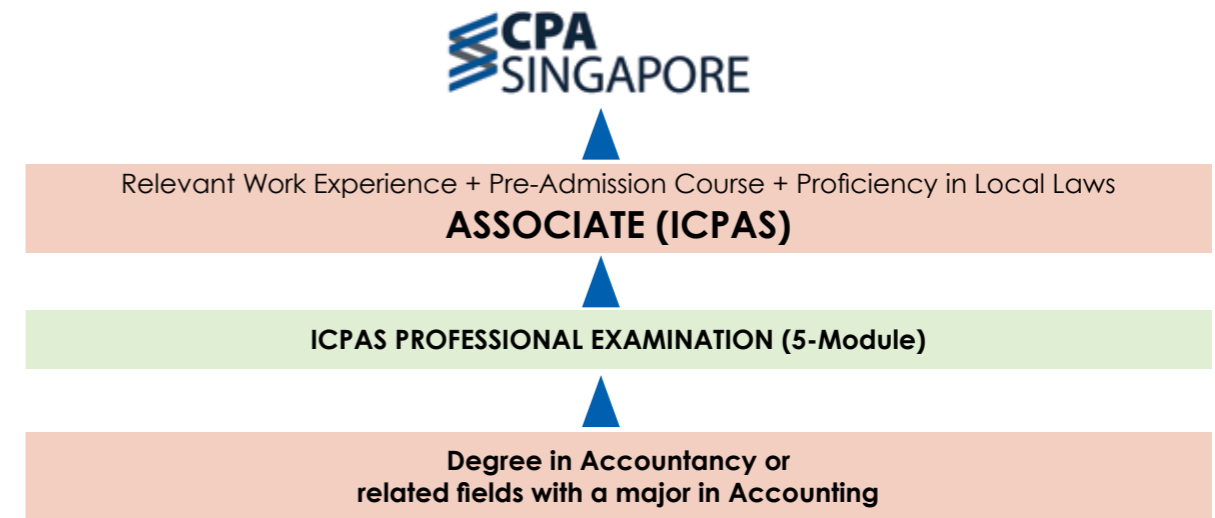 CPA
SINGAPORE
Relevant Work Experience + Pre-Admission Course + Proficiency in Local Laws
ASSOCIATE (ICPAS)
ICPAS PROFESSIONAL EXAMINATION (5-Module)
Degree in Accountancy or
related fields with a major in Accounting